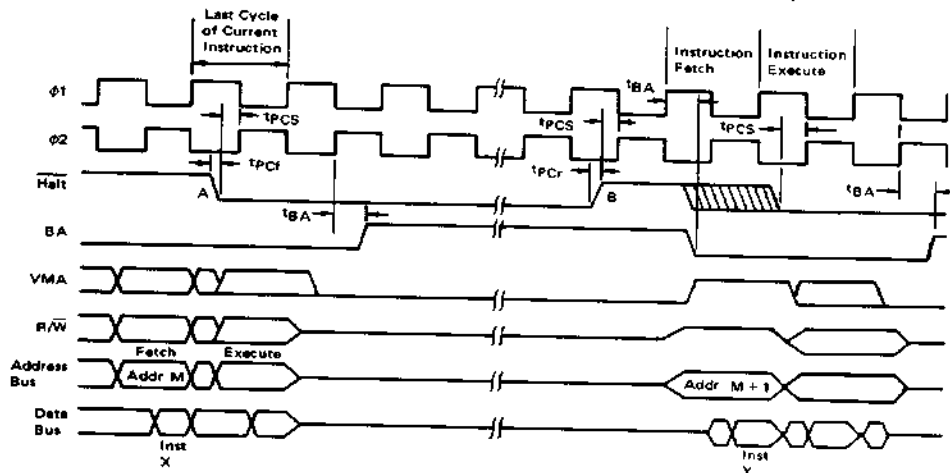 Last Cycle
of Current
Instruction
Instruction
Fetch
Instruction
Execute
ϕ1
tBA
tPCS
tPCS
tPCS
ϕ2
tPCf
tPCr
Halt
A
B
tBA
tBA
BA
VMA
R/W
Fetch
Execute
Address
Bus
Addr M
Addr M + 1
Data
Bus
Inst
X
Inst
X